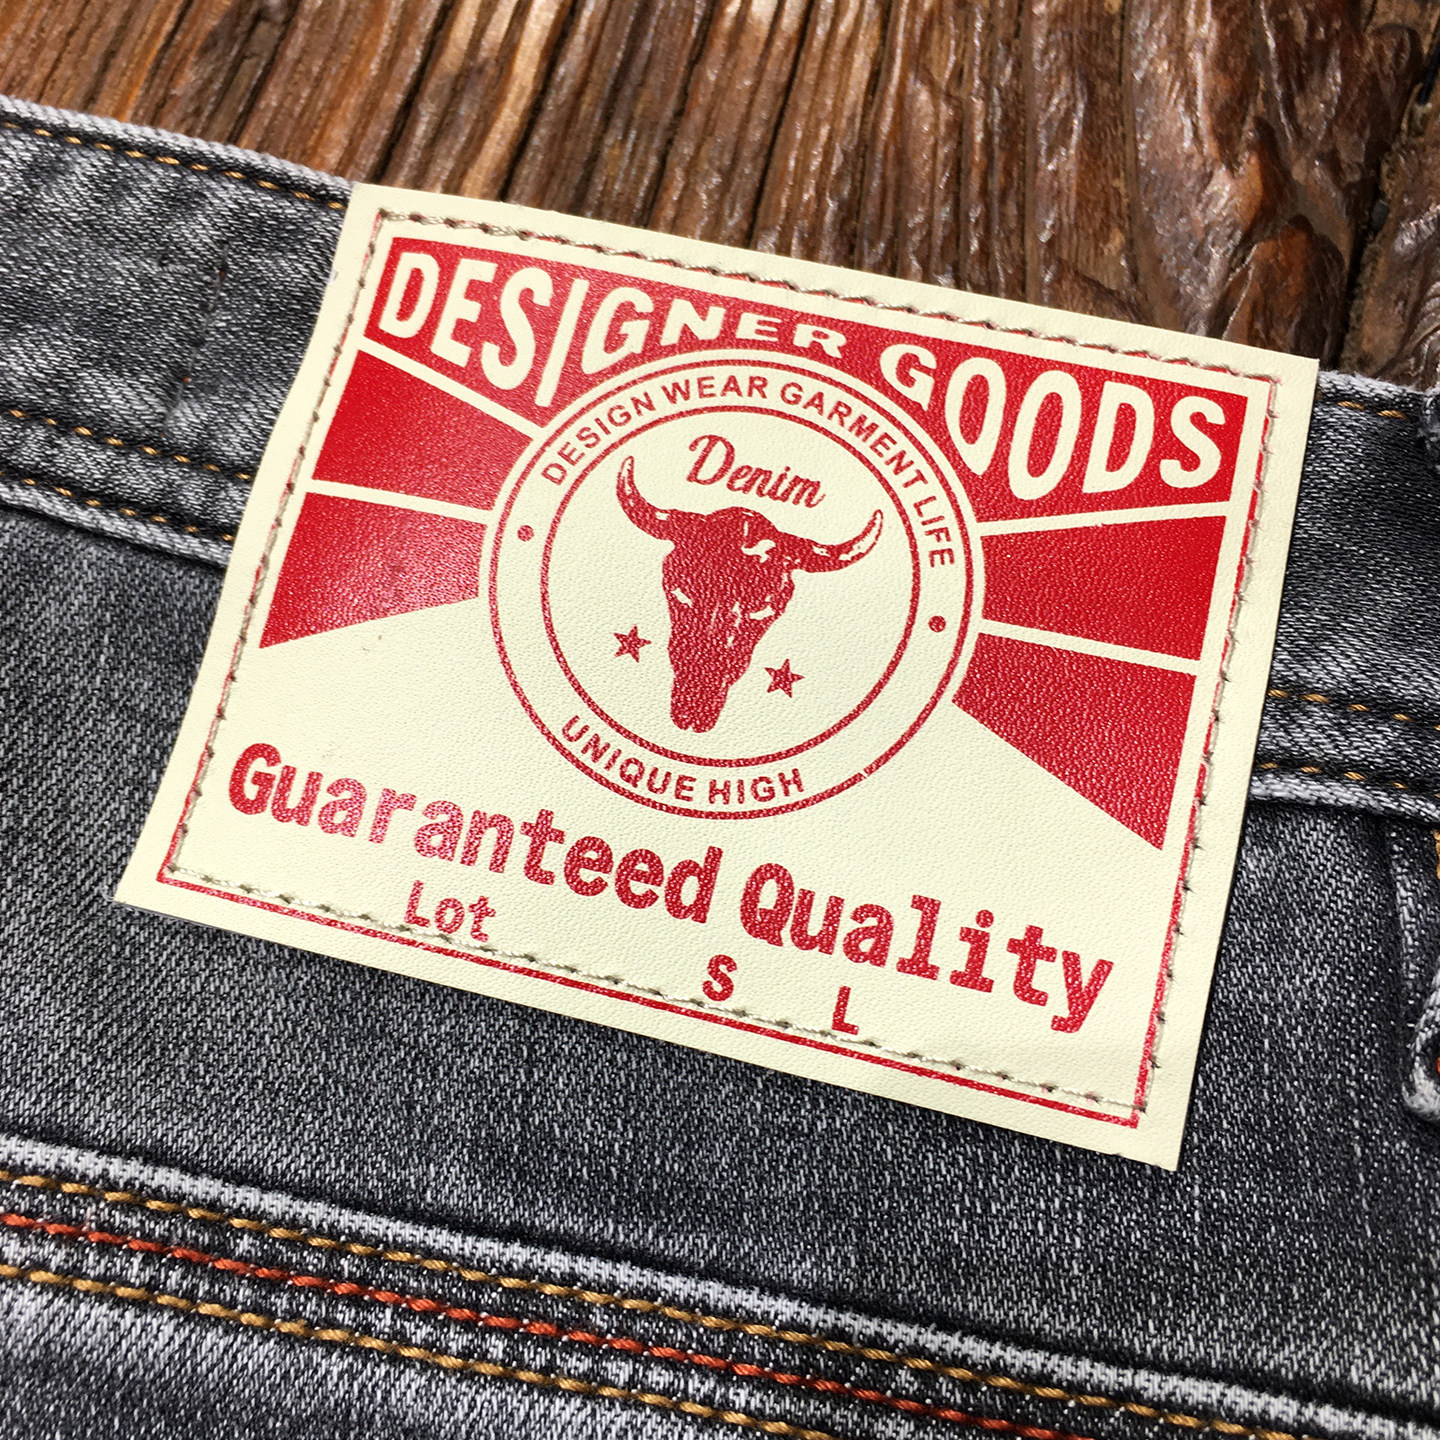 DESIGNER GOODS
DESIGN WEAR GARMENT LIFE
Denim
UNIQUE HIGH
Guaranteed Quality
Lot
S L